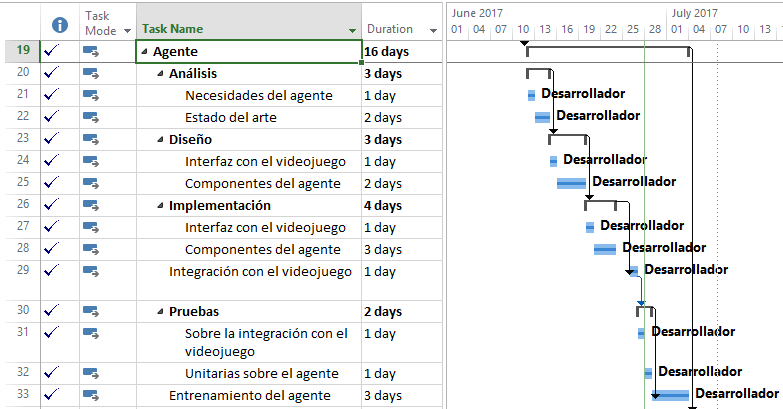 June 2017 July 2017
Task Mode Task Name Duration 01 04 07 10 13 16 19 22 25 28 01 04 07 10 13
19 Agente 16 days
20 Análisis 3 days
21 Necesidades del agente 1 day Desarrollador
22 Estado del arte 2 days Desarrollador
23 Diseño 3 days
24 Interfaz con el videojuego 1 day Desarrollador
25 Componentes del agente 2 days Desarrollador
26 Implementación 4 days
27 Interfaz con el videojuego 1 day Desarrollador
28 Componentes del agente 3 days Desarrollador
29 Integración con el videojuego 1 day Desarrollador
30 Pruebas 2 days
31 Sobre la integración con el videojuego 1 day Desarrollador
32 Unitarias sobre el agente 1 day Desarrollador
33 Entrenamiento del agente 3 days Desarrollador